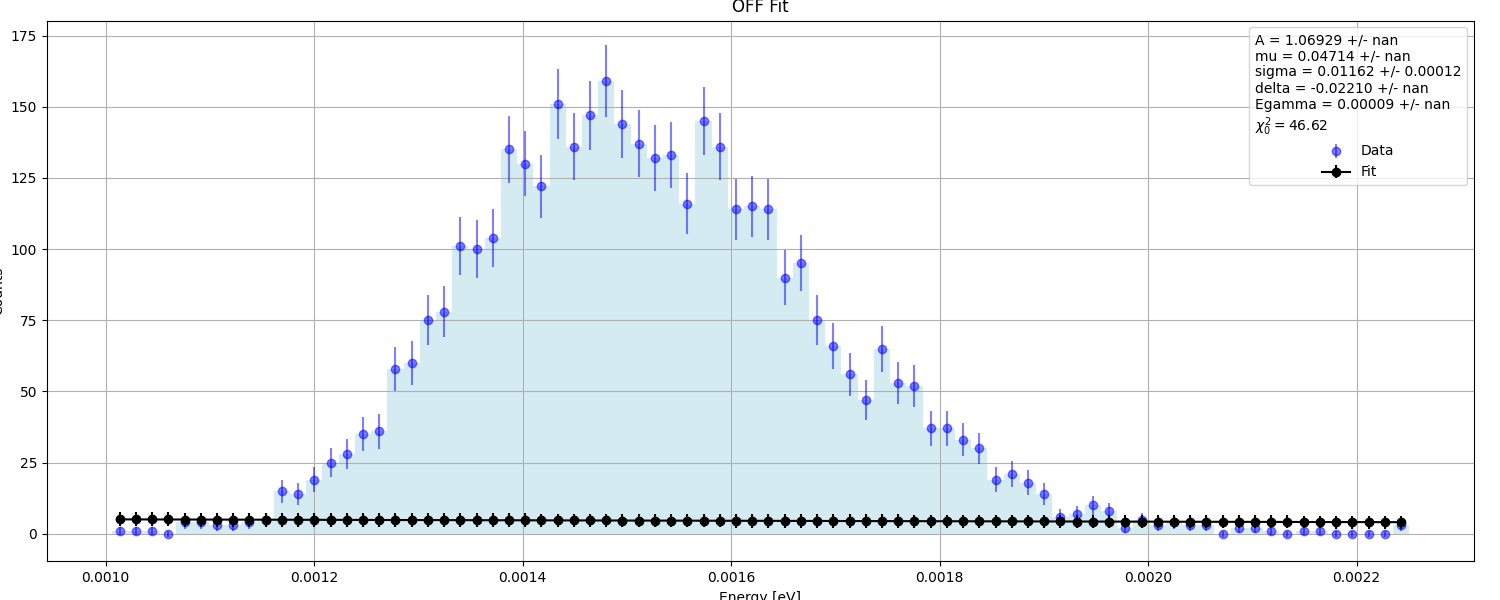 OFF Fit
175
150
125
100
75
50
25
0
A = 1.06929 +/- nan
mu = 0.04714 +/- nan
sigma = 0.01162 +/- 0.00012
delta = -0.02210 +/- nan
Egamma = 0.00009 +/- nan
χ₀² = 46.62
Data
Fit
0.0010 0.0012 0.0014 0.0016 0.0018 0.0020 0.0022
Energy [eV]